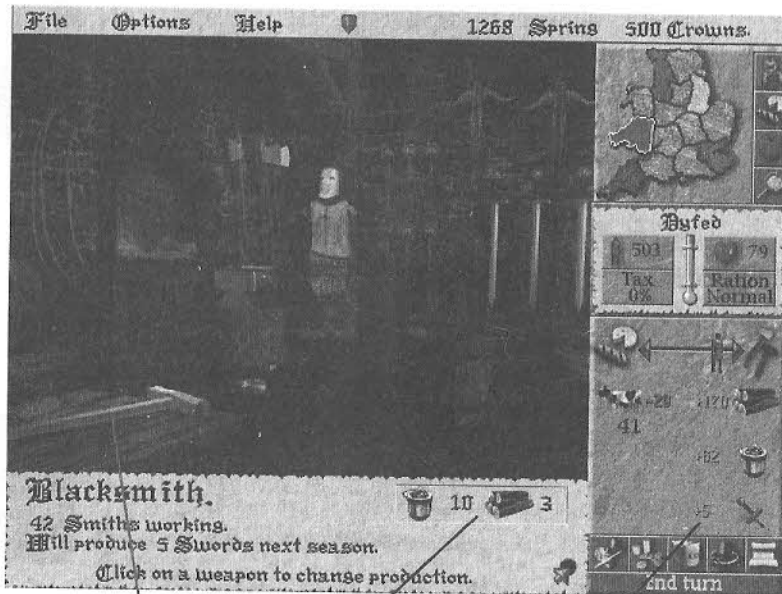 File Options Help 1268 Spring 500 Crowns.
Dyfed
503 79
Tax Ration
0% Normal
+28 +170
41
+82
+5
Blacksmith.
10 3
42 Smiths working.
Will produce 5 Swords next season.
Click on a weapon to change production.
End turn